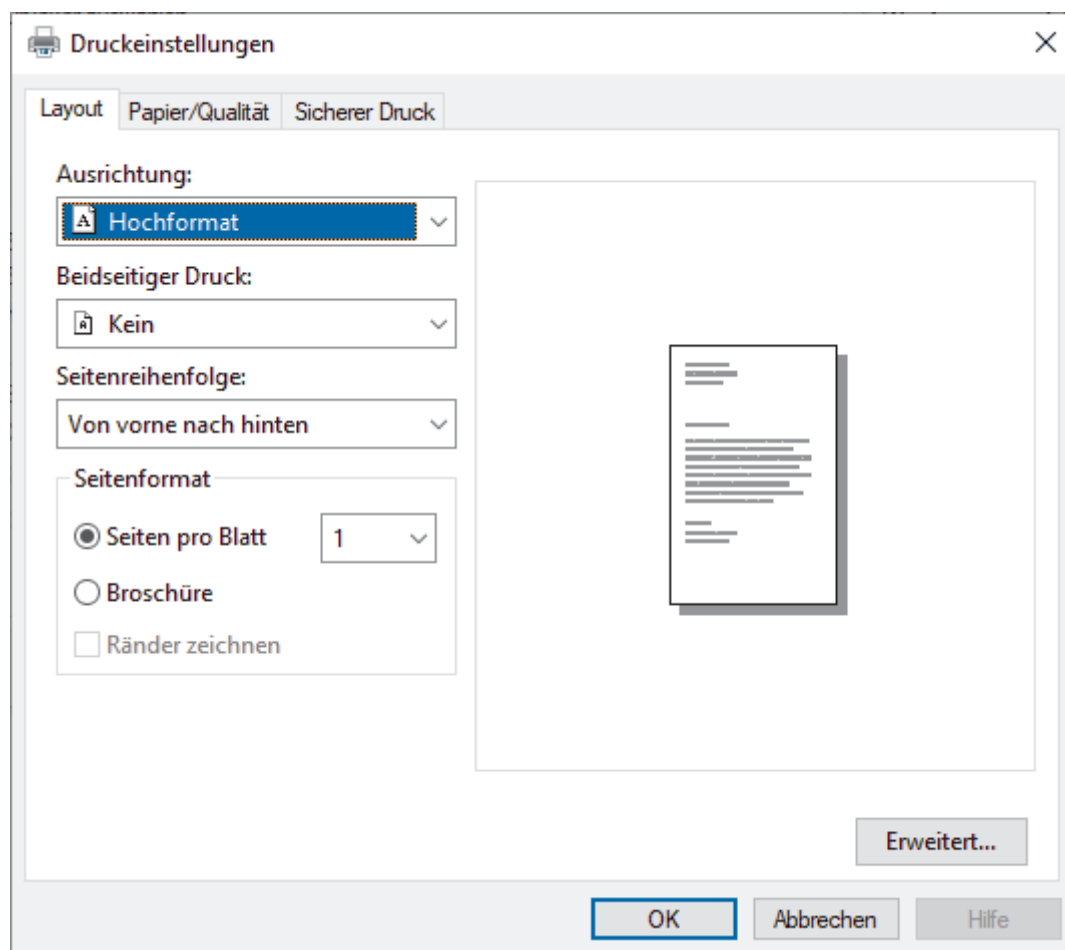 Druckeinstellungen
Layout Papier/Qualität Sicherer Druck
Ausrichtung:
A Hochformat
Beidseitiger Druck:
Kein
Seitenreihenfolge:
Von vorne nach hinten
Seitenformat
Seiten pro Blatt 1
Broschüre
Ränder zeichnen
Erweitert...
OK Abbrechen Hilfe